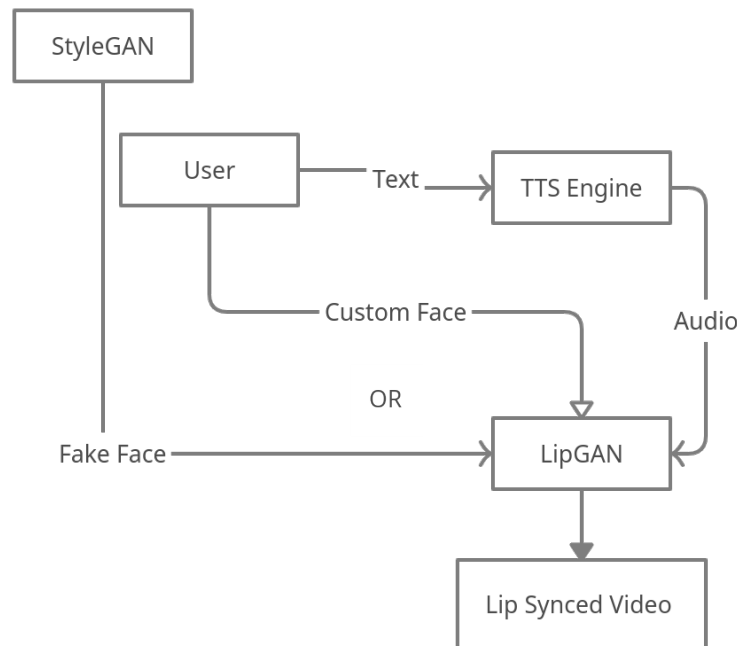 StyleGAN
User
Text
TTS Engine
Custom Face
Audio
OR
Fake Face
LipGAN
Lip Synced Video